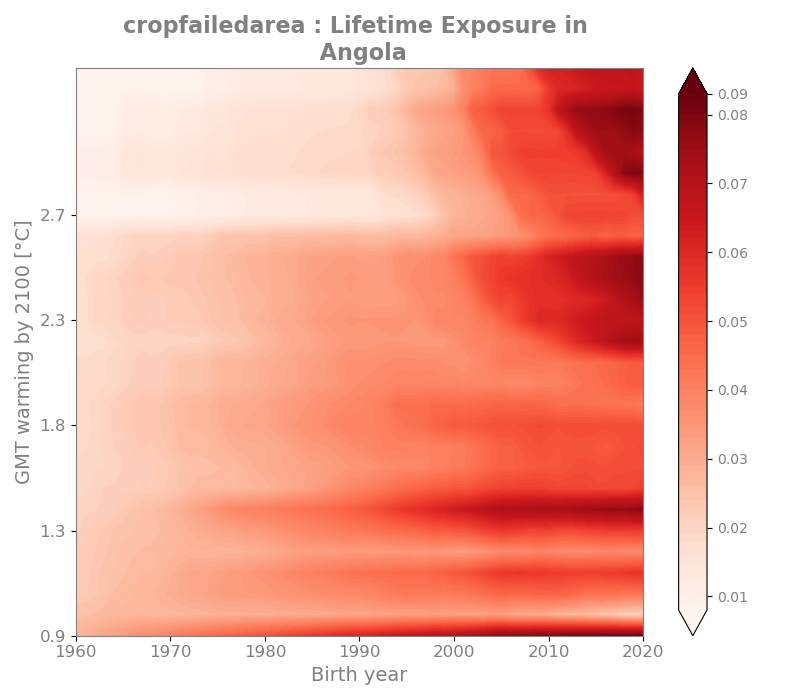 cropfailedarea : Lifetime Exposure in
Angola
0.09
0.08
0.07
0.06
0.05
0.04
0.03
0.02
0.01
GMT warming by 2100 [°C]
2.7
2.3
1.8
1.3
0.9
1960 1970 1980 1990 2000 2010 2020
Birth year